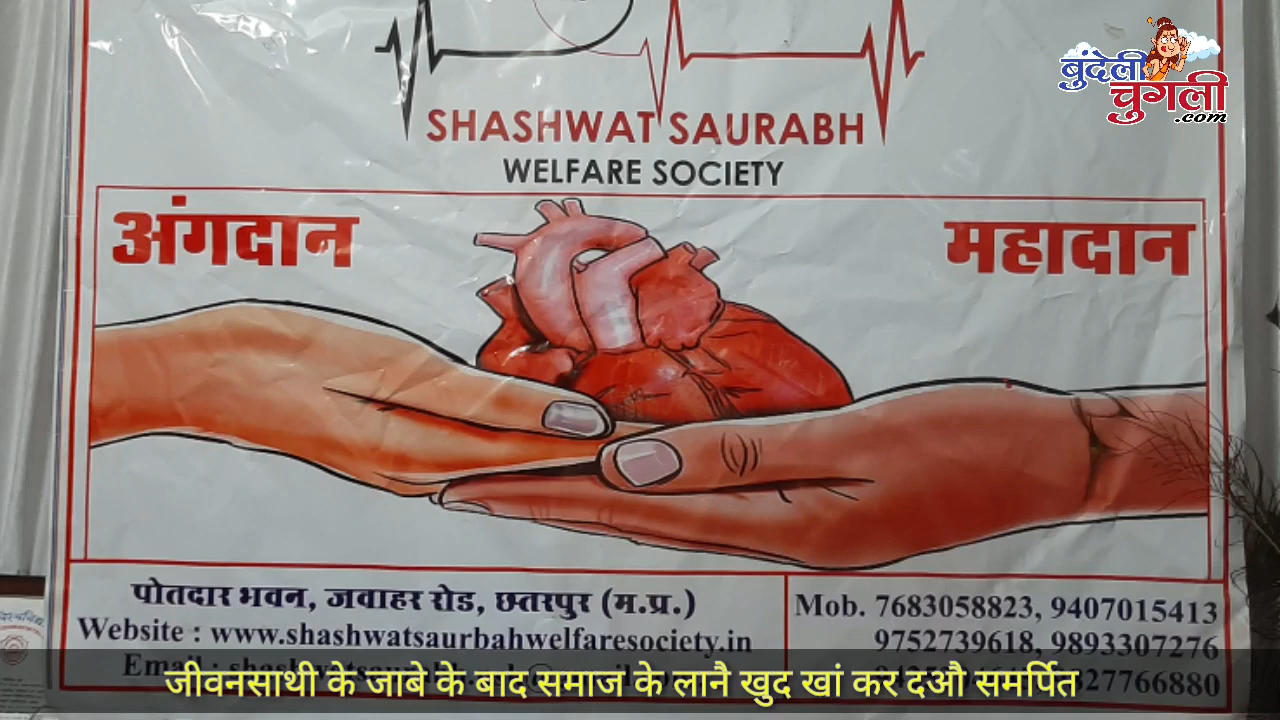 बुंदेली
चुगली
.com
SHASHWAT SAURABH
WELFARE SOCIETY
अंगदान
महादान
पोतदार भवन, जवाहर रोड, छतरपुर (म.प्र.)
Website : www.shashwatsaurbahwelfaresociety.in
Email :
Mob. 7683058823, 9407015413
9752739618, 9893307276
जीवनसाथी के जाबे के बाद समाज के लानै खुद खां कर दऔ समर्पित